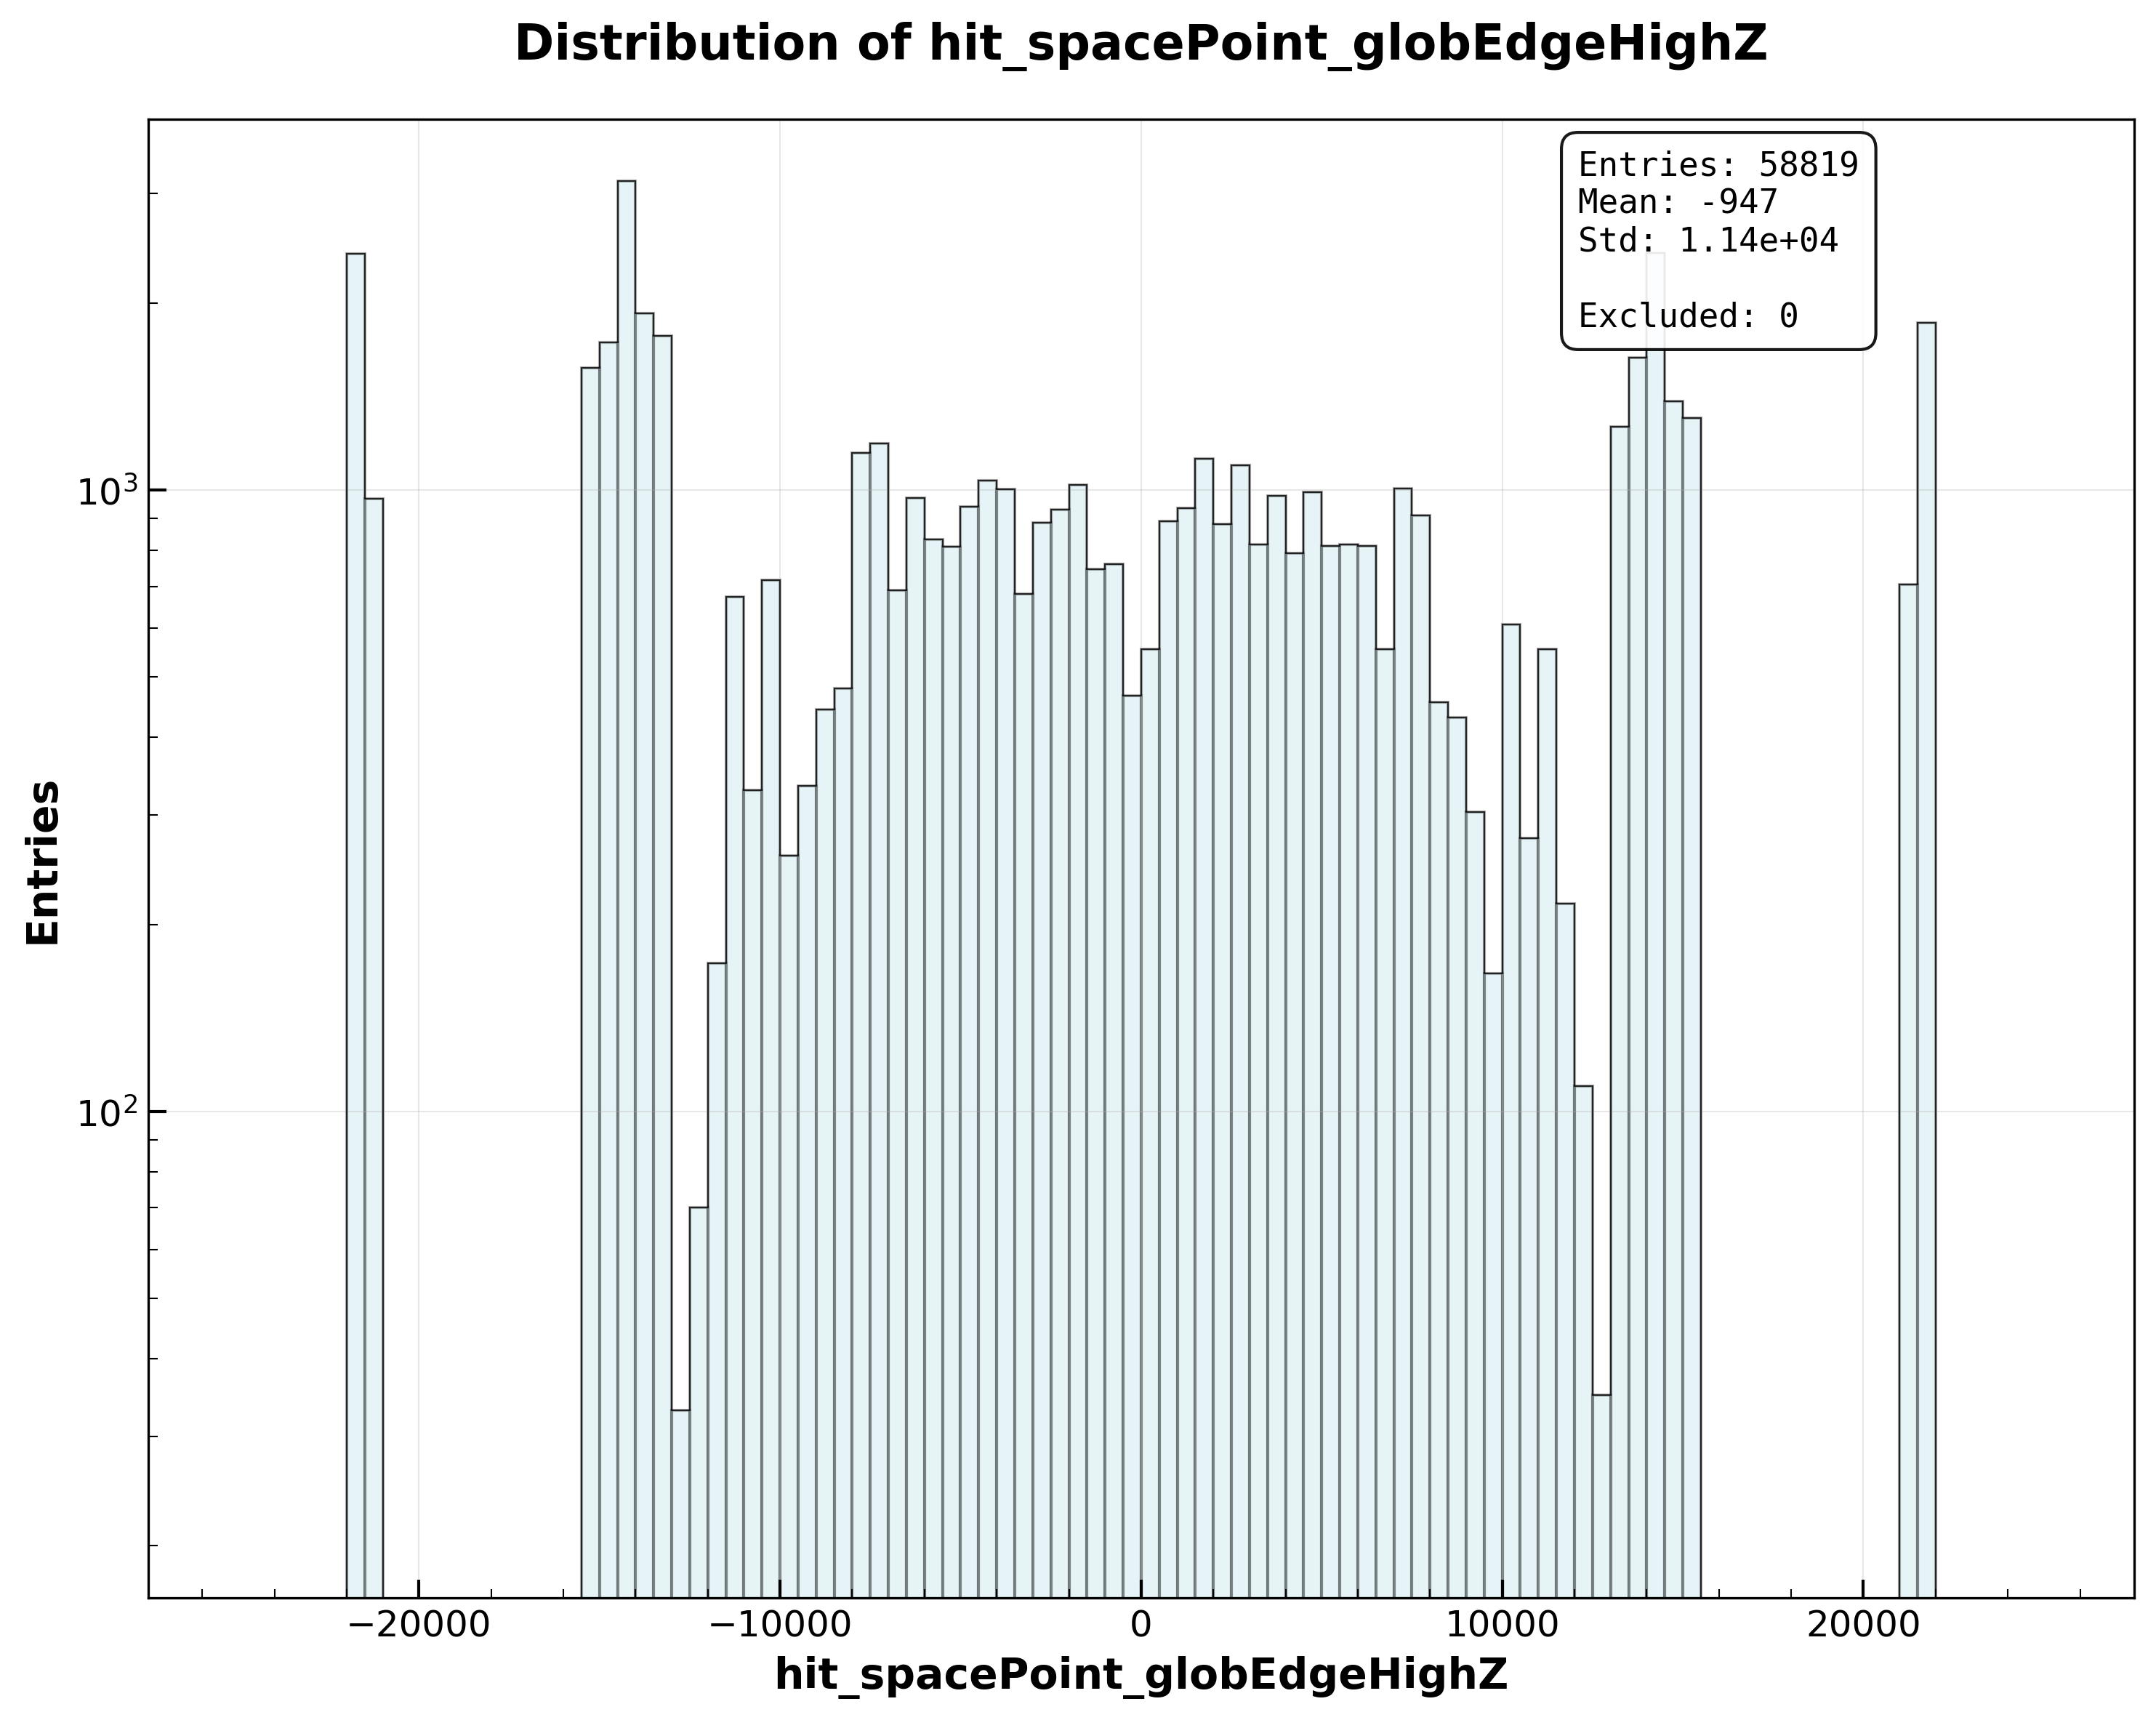 Distribution of hit_spacePoint_globEdgeHighZ
Entries: 58819
Mean: -947
Std: 1.14e+04
Excluded: 0
Entries
10³
10²
−20000 −10000 0 10000 20000
hit_spacePoint_globEdgeHighZ